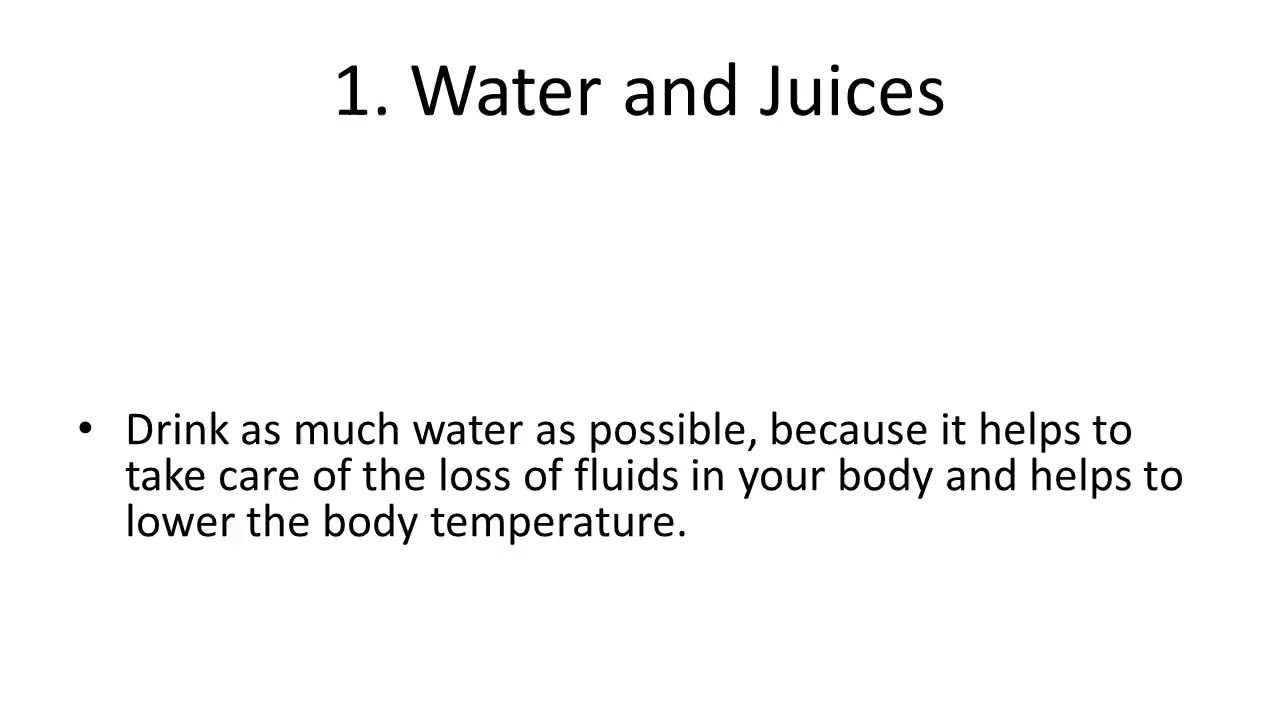 1. Water and Juices
• Drink as much water as possible, because it helps to
take care of the loss of fluids in your body and helps to
lower the body temperature.